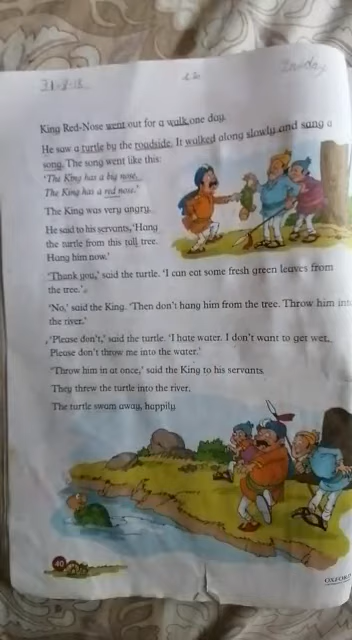 31-8-18
King Red-Nose went out for a walk one day.
He saw a turtle by the roadside. It walked along slowly and sang a
song. The song went like this:
'The King has a big nose.
The King has a red nose.'
The King was very angry.
He said to his servants, 'Hang
the turtle from this tall tree.
Hang him now.'
'Thank you,' said the turtle. 'I can eat some fresh green leaves from
the tree.'
'No,' said the King. 'Then don't hang him from the tree. Throw him into
the river.'
'Please don't,' said the turtle. 'I hate water. I don't want to get wet.
Please don't throw me into the water.'
'Throw him in at once,' said the King to his servants.
They threw the turtle into the river.
The turtle swam away, happily.
40
OXFORD